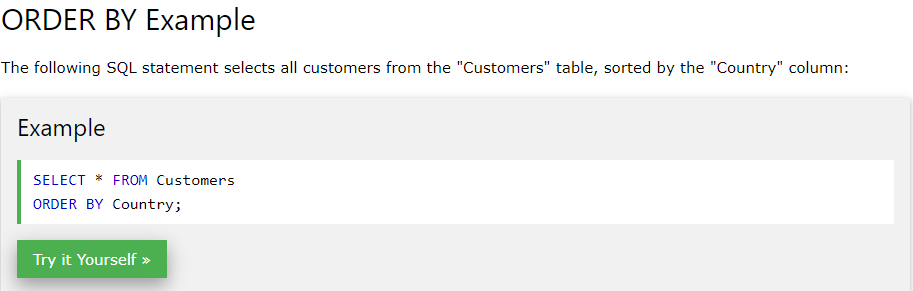 ORDER BY Example
The following SQL statement selects all customers from the "Customers" table, sorted by the "Country" column:
Example
SELECT * FROM Customers
ORDER BY Country;
Try it Yourself »